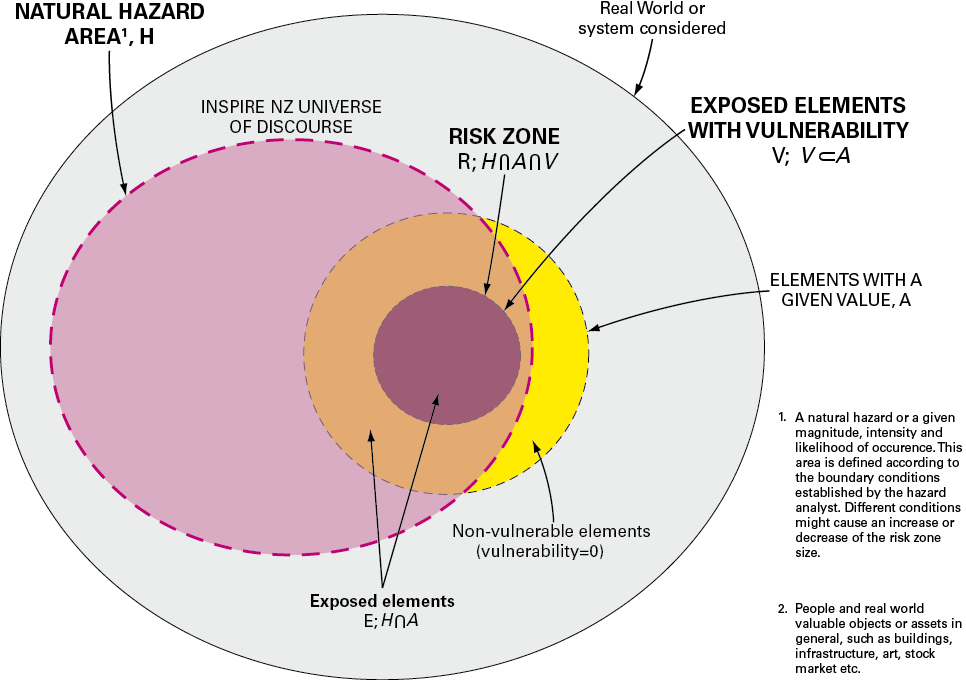 NATURAL HAZARD
AREA¹, H
Real World or
system considered
INSPIRE NZ UNIVERSE
OF DISCOURSE
RISK ZONE
R; H∩A∩V
EXPOSED ELEMENTS
WITH VULNERABILITY
V; V⊂A
ELEMENTS WITH A
GIVEN VALUE, A
Non-vulnerable elements
(vulnerability=0)
Exposed elements
E; H∩A
1. A natural hazard or a given
magnitude, intensity and
likelihood of occurence. This
area is defined according to
the boundary conditions
established by the hazard
analyst. Different conditions
might cause an increase or
decrease of the risk zone
size.
2. People and real world
valuable objects or assets in
general, such as buildings,
infrastructure, art, stock
market etc.